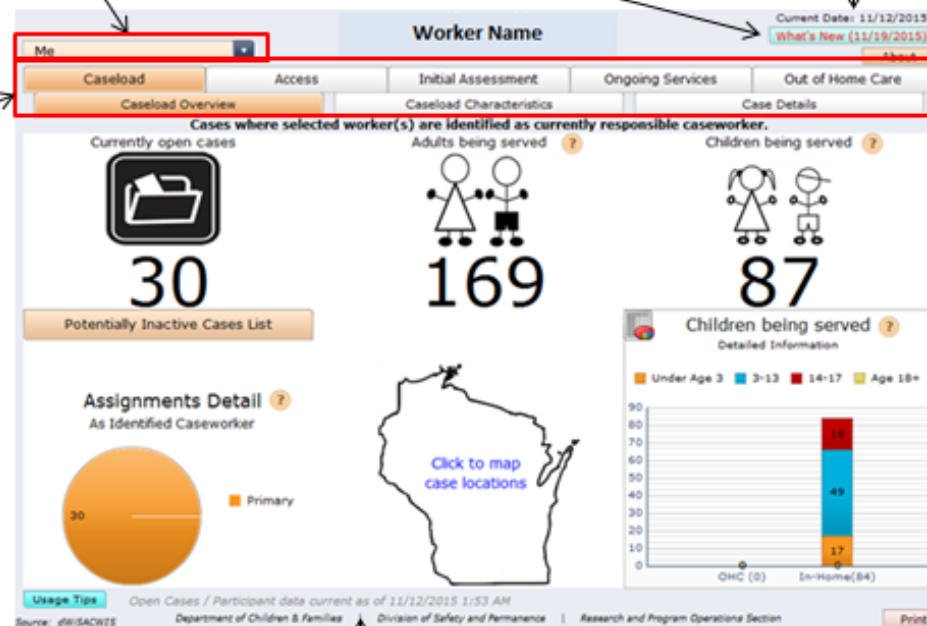 Current Date: 11/12/2015
Worker Name
What's New (11/19/2015)
Me
About
Caseload Access Initial Assessment Ongoing Services Out of Home Care
Caseload Overview Caseload Characteristics Case Details
Cases where selected worker(s) are identified as currently responsible caseworker.
Currently open cases Adults being served ? Children being served ?
30 169 87
Potentially Inactive Cases List
Children being served ?
Detailed Information
Under Age 3 3-13 14-17 Age 18+
Assignments Detail ?
As Identified Caseworker
30
Primary
Click to map
case locations
90
80
70
60
50
40
30
20
10
0
18
49
17
0
0
OHC (0) In-Home(84)
Usage Tips Open Cases / Participant data current as of 11/12/2015 1:53 AM
Source: dWiSACWIS Department of Children & Families | Division of Safety and Permanence | Research and Program Operations Section
Print